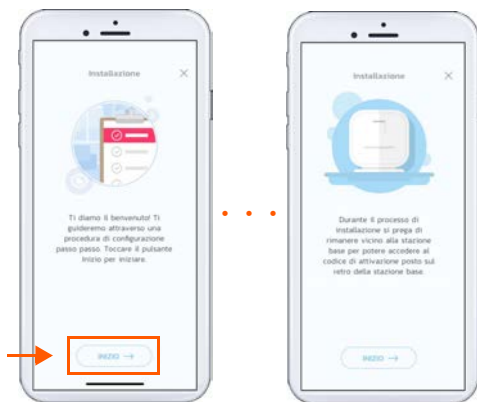 Installazione
Ti diamo il benvenuto! Ti
guideremo attraverso una
procedura di configurazione
passo passo. Toccare il pulsante
Inizio per iniziare.
INIZIO →
Installazione
Durante il processo di
installazione si prega di
rimanere vicino alla stazione
base per potere accedere al
codice di attivazione posto sul
retro della stazione base.
INIZIO →